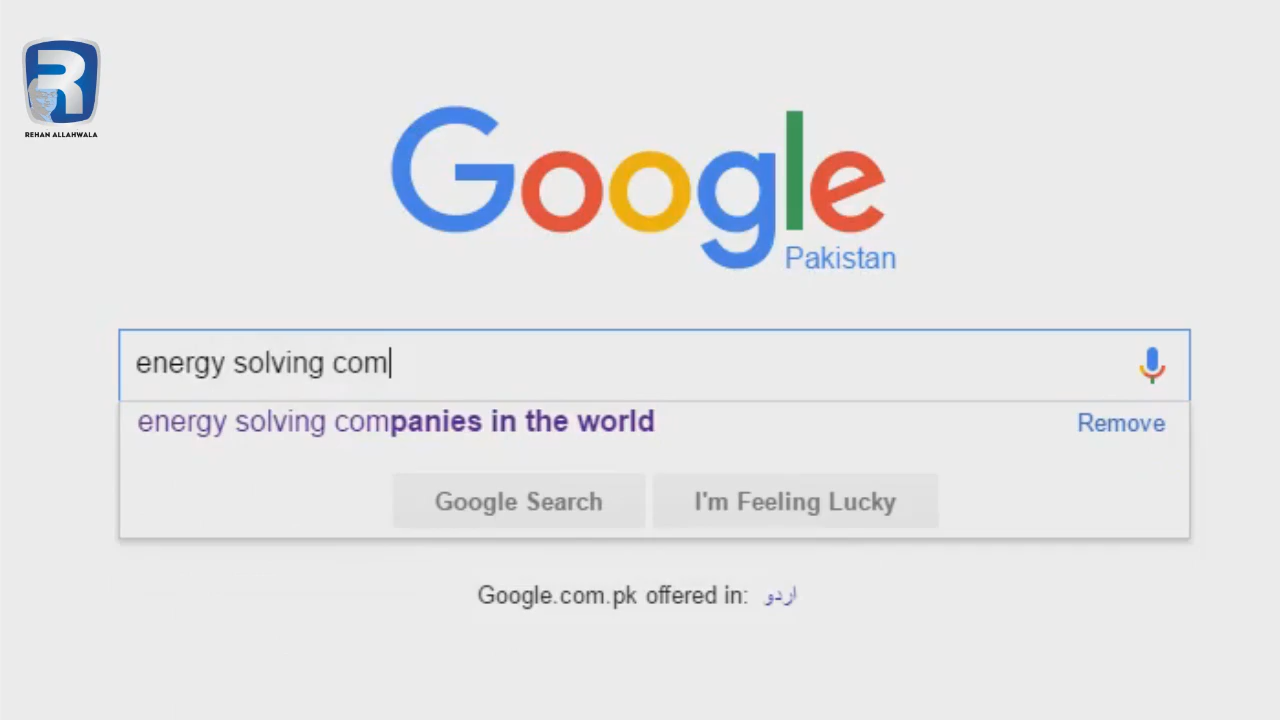 REHAN ALLAHWALA
Google
Pakistan
energy solving com
energy solving companies in the world
Remove
Google Search
I'm Feeling Lucky
Google.com.pk offered in: اردو